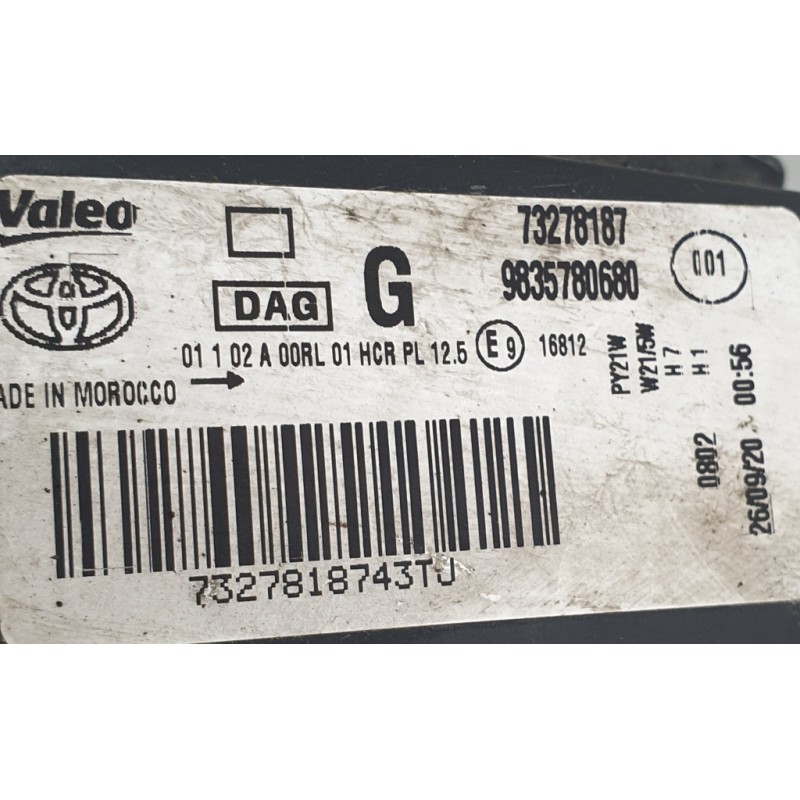 Valeo
73278187
9835780680
001
DAG
G
01 1 02 A 00RL 01 HCR PL 12.5
E9
16812
ADE IN MOROCCO
PY21W
W21/5W
H7
H1
0802
26/09/20 00:56
7327818743TU